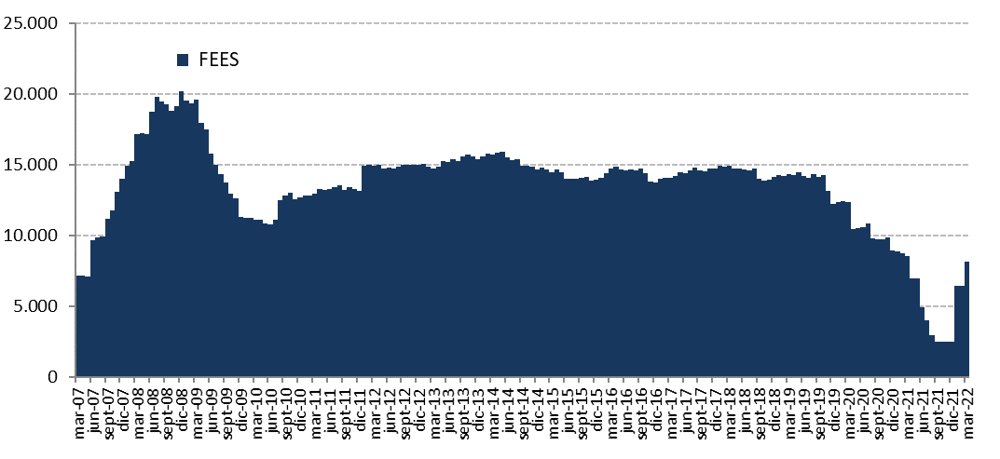 25.000
FEES
20.000
15.000
10.000
5.000
0
mar-07
jun-07
sept-07
dic-07
mar-08
jun-08
sept-08
dic-08
mar-09
jun-09
sept-09
dic-09
mar-10
jun-10
sept-10
dic-10
mar-11
jun-11
sept-11
dic-11
mar-12
jun-12
sept-12
dic-12
mar-13
jun-13
sept-13
dic-13
mar-14
jun-14
sept-14
dic-14
mar-15
jun-15
sept-15
dic-15
mar-16
jun-16
sept-16
dic-16
mar-17
jun-17
sept-17
dic-17
mar-18
jun-18
sept-18
dic-18
mar-19
jun-19
sept-19
dic-19
mar-20
jun-20
sept-20
dic-20
mar-21
jun-21
sept-21
dic-21
mar-22